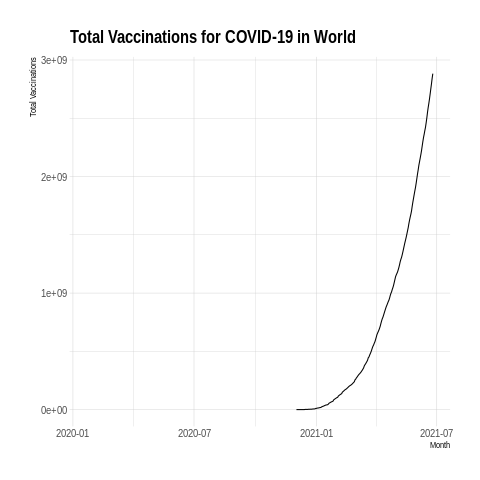 Total Vaccinations for COVID-19 in World
Total Vaccinations
3e+09
2e+09
1e+09
0e+00
2020-01 2020-07 2021-01 2021-07
Month